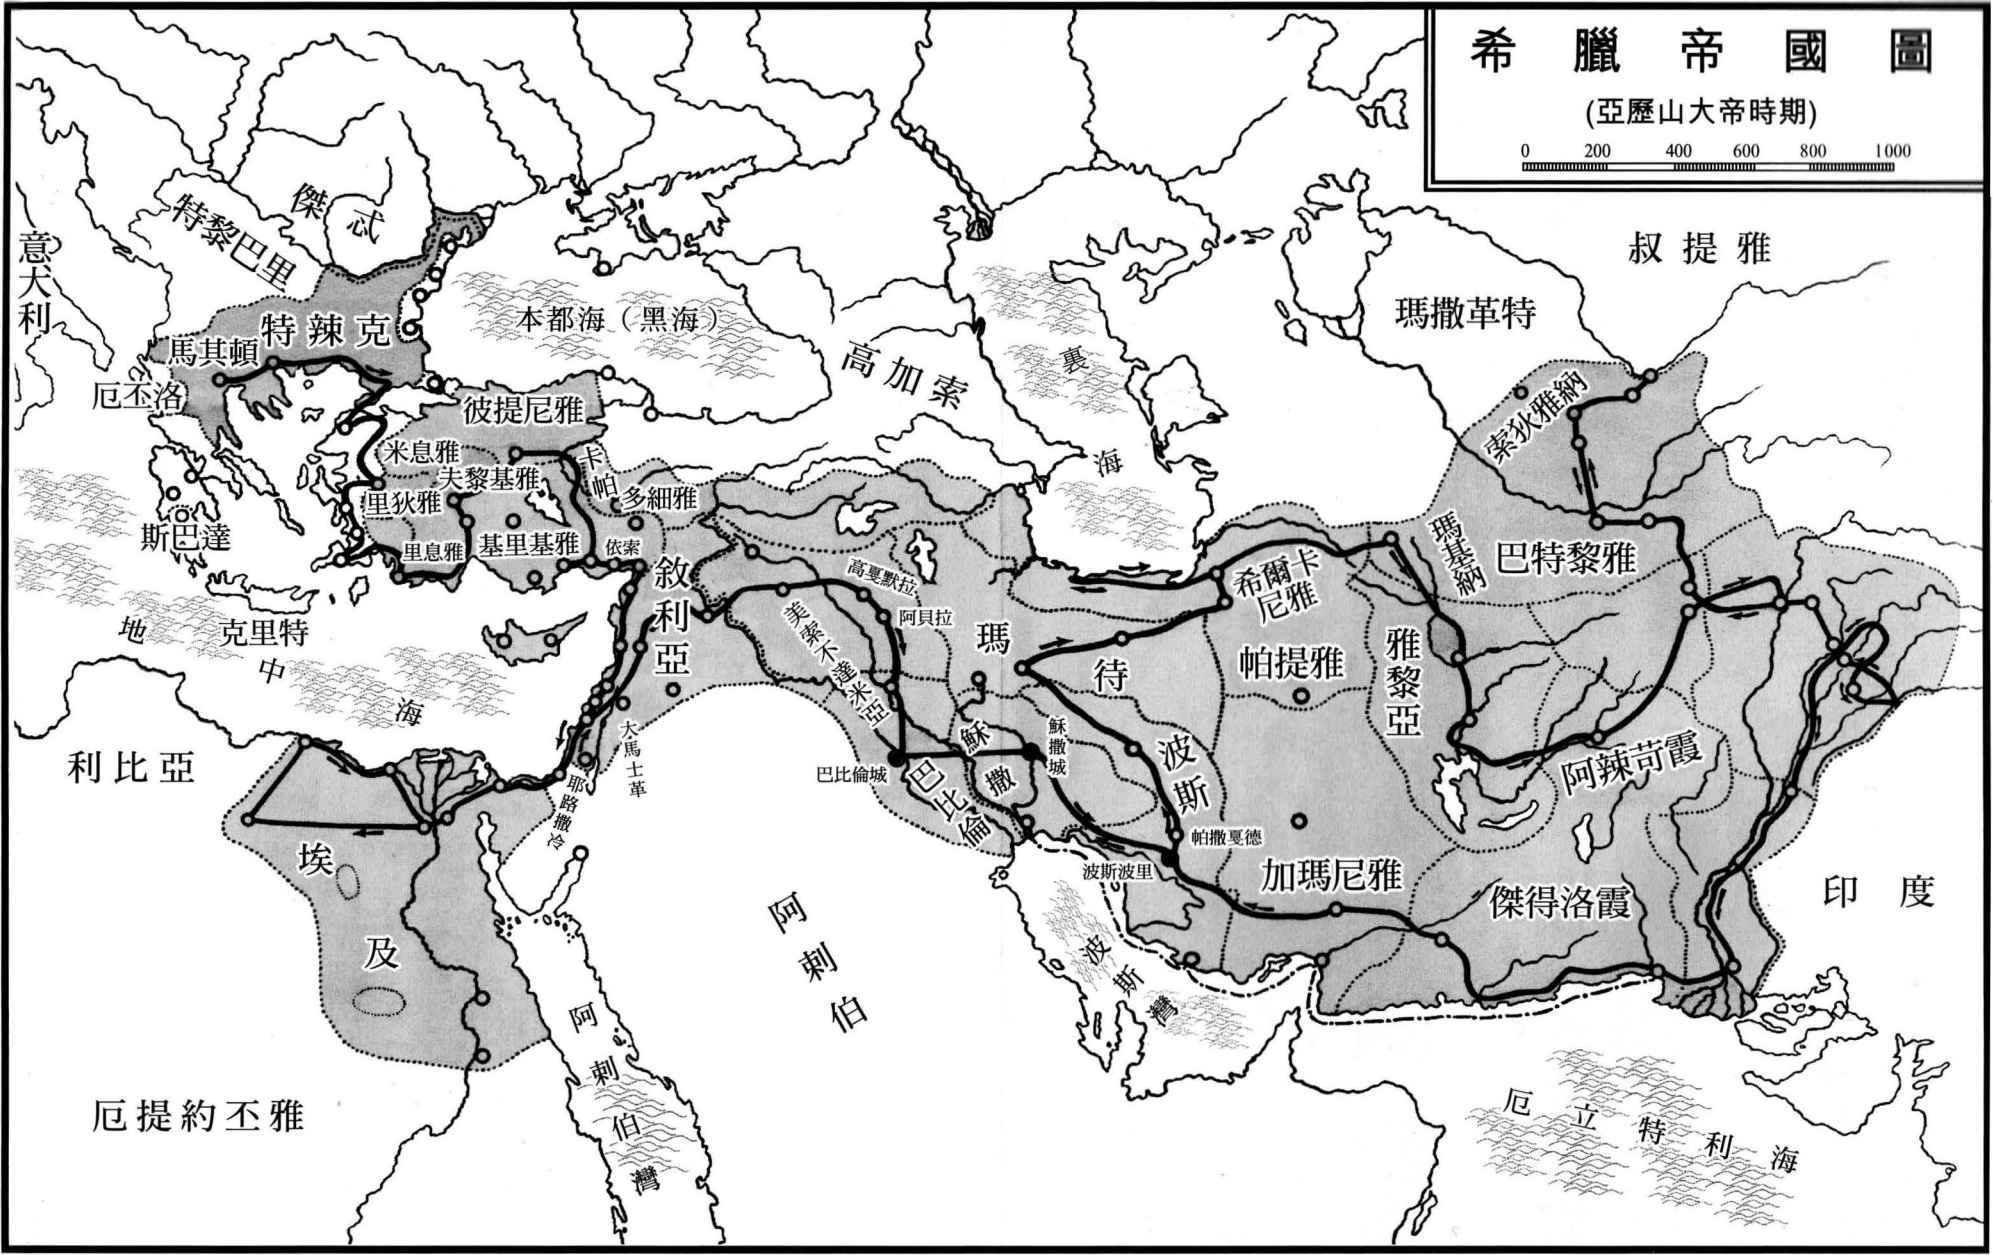 希臘帝國圖
(亞歷山大帝時期)
0 200 400 600 800 1000
傑忒
特黎巴里
意大利
叔提雅
瑪撒革特
特辣克
本都海（黑海）
馬其頓
厄丕洛
高加索
裏海
彼提尼雅
索狄雅納
米息雅
夫黎基雅
卡帕多細雅
里狄雅
斯巴達
里息雅
基里基雅
依索
敘利亞
高戛默拉
阿貝拉
美索不達米亞
瑪待
希爾卡尼雅
瑪基納
巴特黎雅
帕提雅
雅黎亞
克里特
地中海
大馬士革
耶路撒冷
利比亞
巴比倫城
巴比倫
穌撒
穌撒城
波斯
帕撒戛德
波斯波里
阿辣苛霞
加瑪尼雅
傑得洛霞
印度
埃及
阿剌伯
波斯灣
阿剌伯灣
厄提約丕雅
厄立特利海